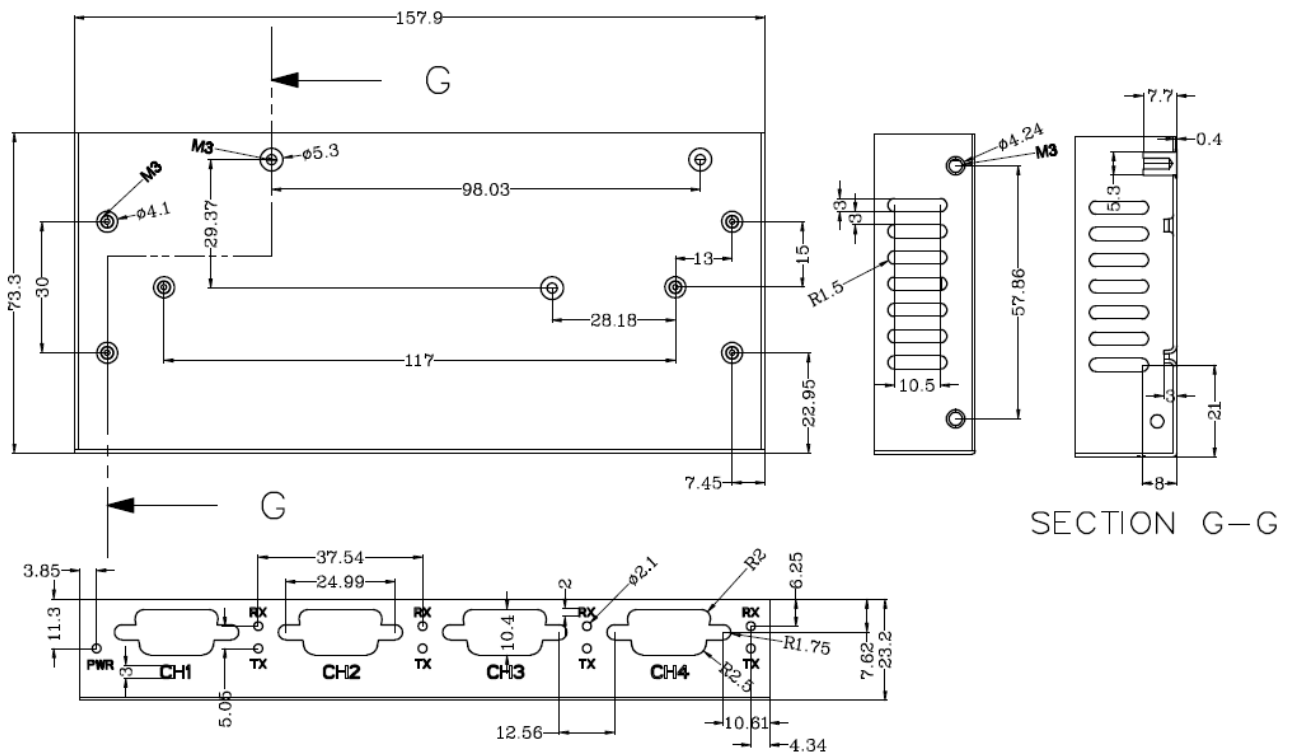 157.9
G
7.7
M3
ø5.3
ø4.24
M3
0.4
M3
ø4.1
98.03
5.3
3
3
29.37
13
15
30
73.3
R1.5
57.86
28.18
117
22.95
10.5
3
21
7.45
8
G
SECTION G-G
37.54
3.85
24.99
2
ø2.1
R2
6.25
11.3
RX
RX
RX
RX
10.4
R1.75
7.62
23.2
PWR
3
CH1
TX
CH2
TX
CH3
TX
CH4
R2.5
TX
5.05
12.56
10.61
4.34